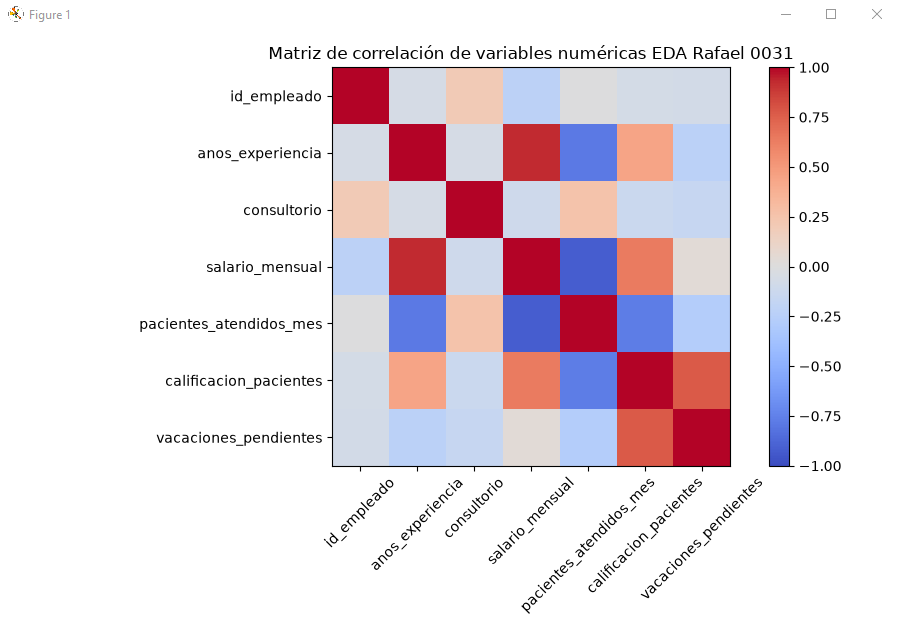 Figure 1
Matriz de correlación de variables numéricas EDA Rafael 0031
id_empleado
anos_experiencia
consultorio
salario_mensual
pacientes_atendidos_mes
calificacion_pacientes
vacaciones_pendientes
id_empleado
anos_experiencia
consultorio
salario_mensual
pacientes_atendidos_mes
calificacion_pacientes
vacaciones_pendientes
1.00
0.75
0.50
0.25
0.00
−0.25
−0.50
−0.75
−1.00